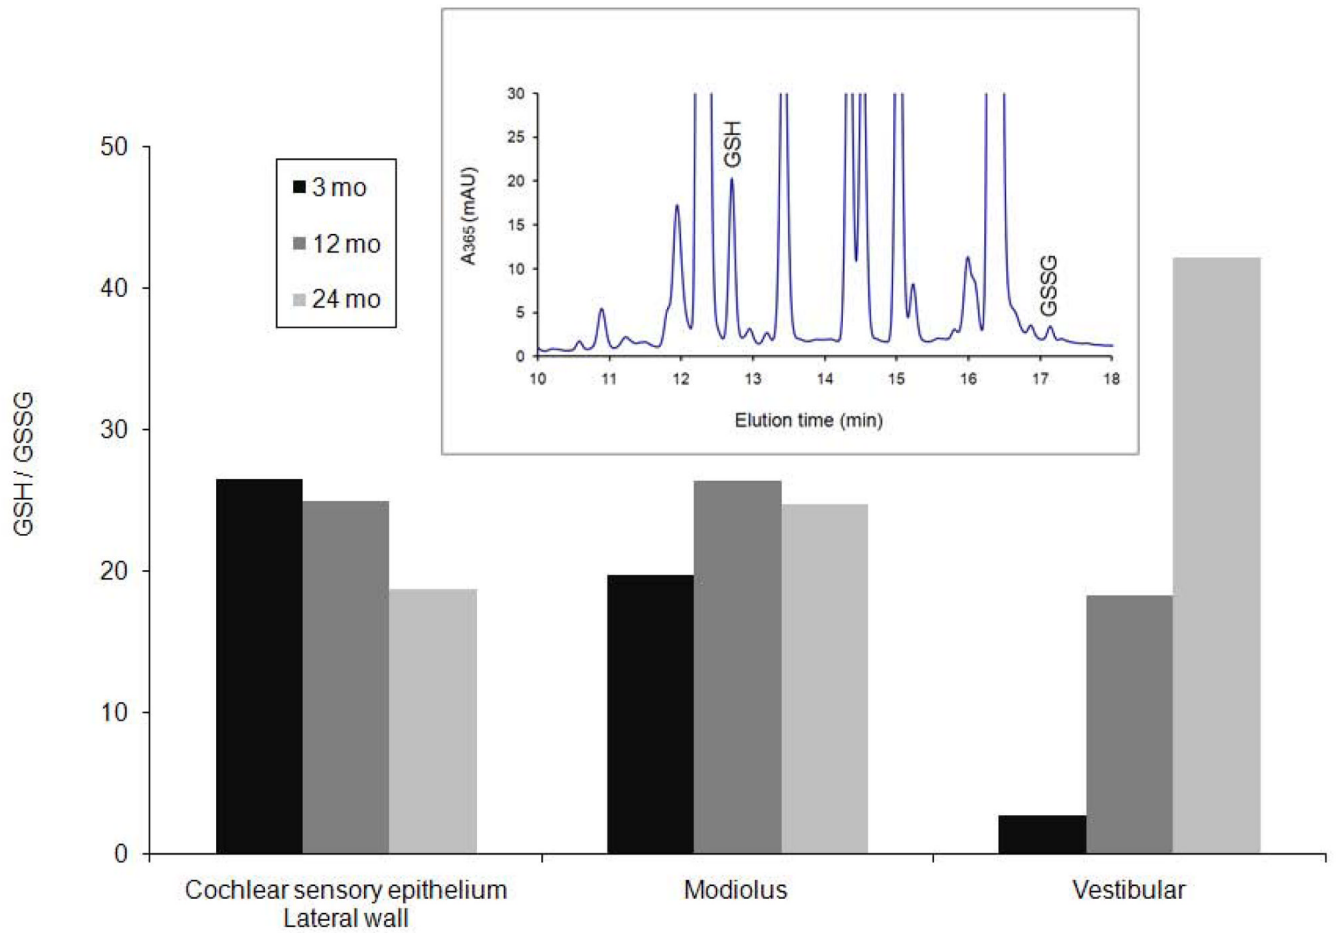 GSH / GSSG
50
40
30
20
10
0
3 mo
12 mo
24 mo
A365 (mAU)
30
25
20
15
10
5
0
GSH
GSSG
10 11 12 13 14 15 16 17 18
Elution time (min)
Cochlear sensory epithelium
Lateral wall
Modiolus
Vestibular